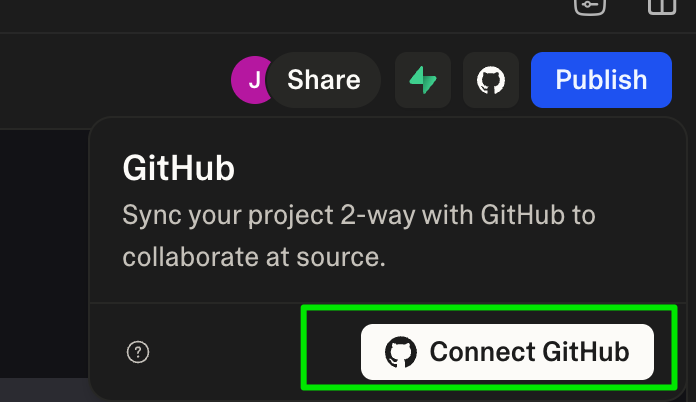 J Share Publish
GitHub
Sync your project 2-way with GitHub to
collaborate at source.
? Connect GitHub